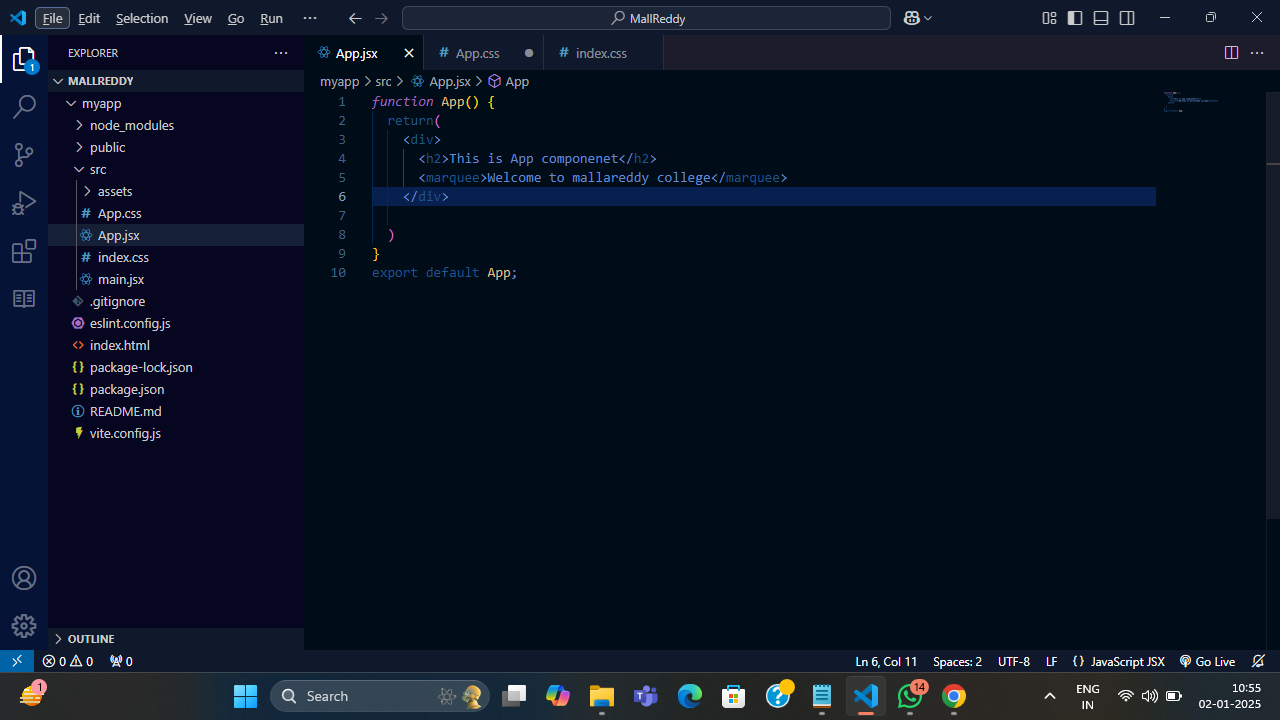 File Edit Selection View Go Run ··· MallReddy
EXPLORER ···
App.jsx App.css index.css ···
MALLREDDY
myapp > src > App.jsx > App
myapp
node_modules
public
src
assets
App.css
App.jsx
index.css
main.jsx
.gitignore
eslint.config.js
index.html
package-lock.json
package.json
README.md
vite.config.js
OUTLINE
1 function App() {
2 return(
3 <div>
4 <h2>This is App componenet</h2>
5 <marquee>Welcome to mallareddy college</marquee>
6 </div>
7
8 )
9 }
10 export default App;
1
0 0 0 Ln 6, Col 11 Spaces: 2 UTF-8 LF {} JavaScript JSX Go Live
1 Search 14 ENG 10:55
IN 02-01-2025